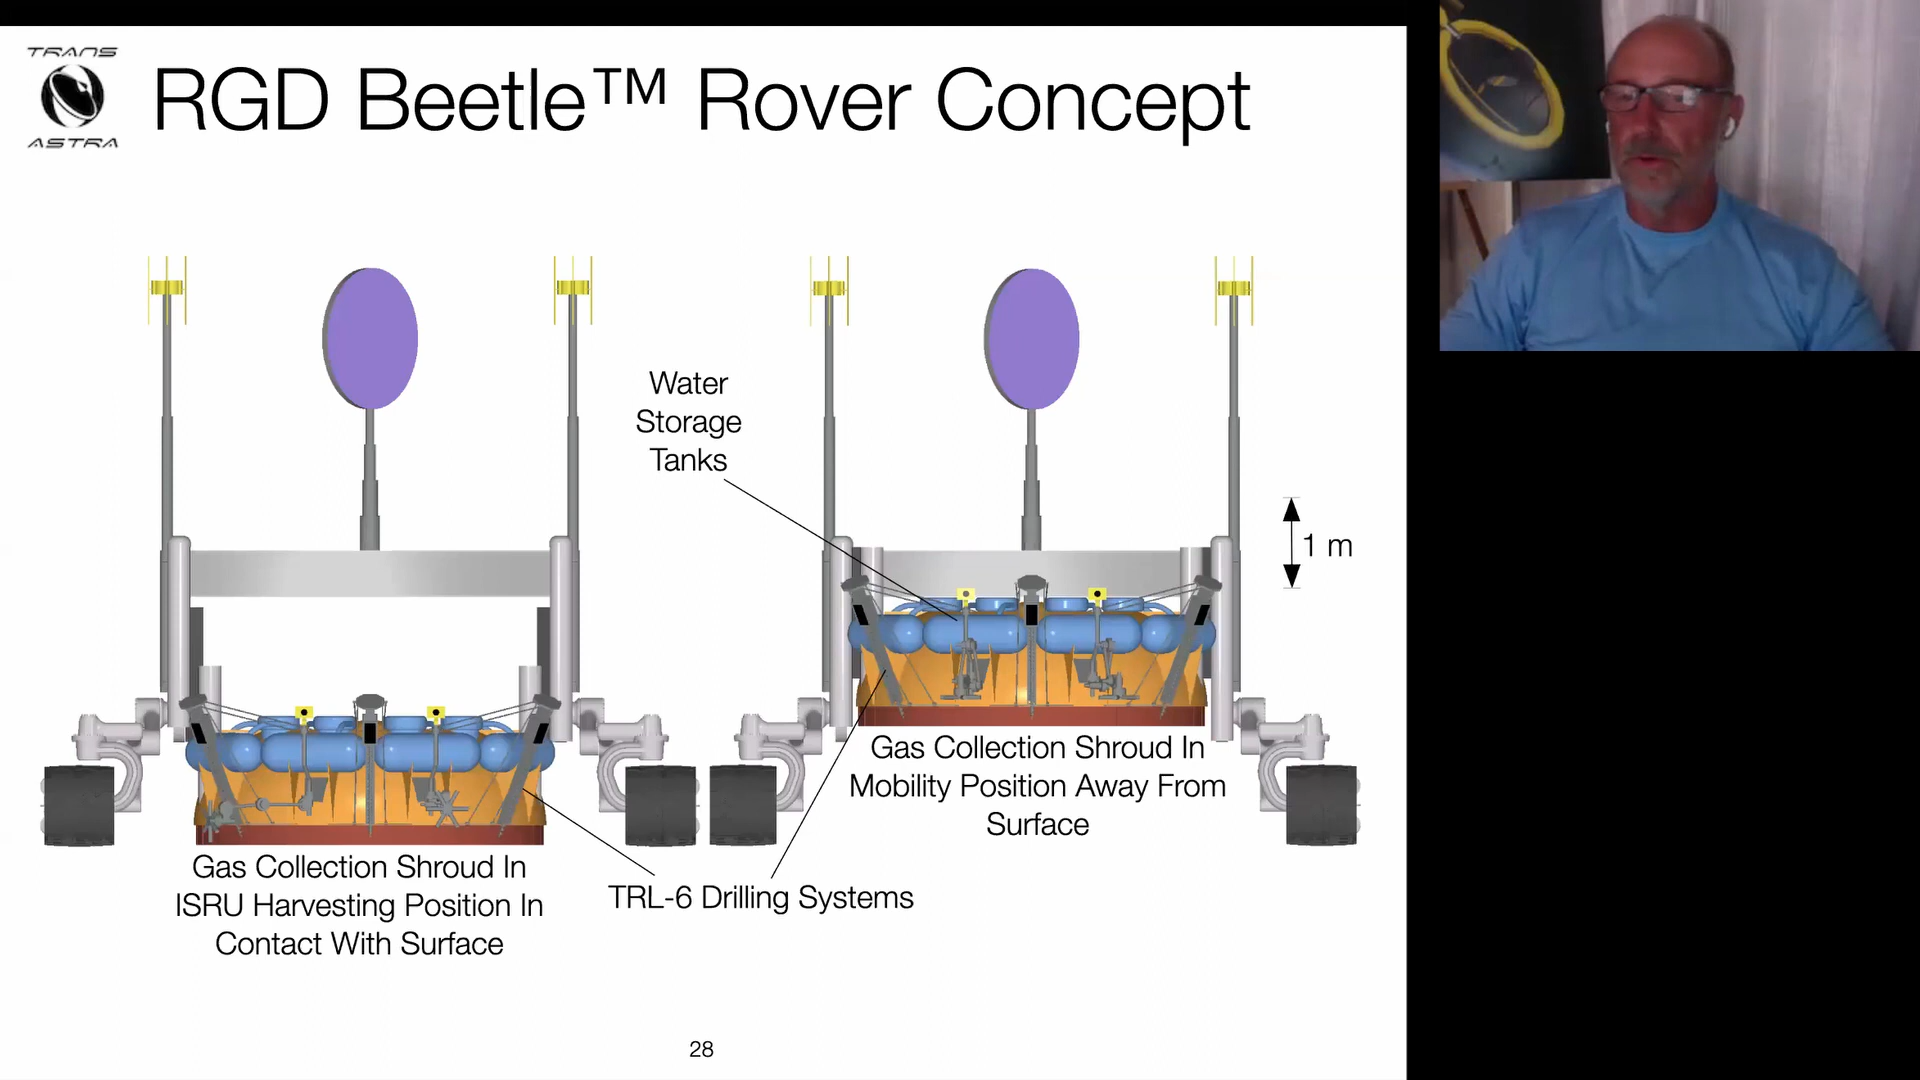 TRANS
ASTRA
RGD Beetle™ Rover Concept
Water
Storage
Tanks
1 m
Gas Collection Shroud In
Mobility Position Away From
Surface
Gas Collection Shroud In
ISRU Harvesting Position In
Contact With Surface
TRL-6 Drilling Systems
28